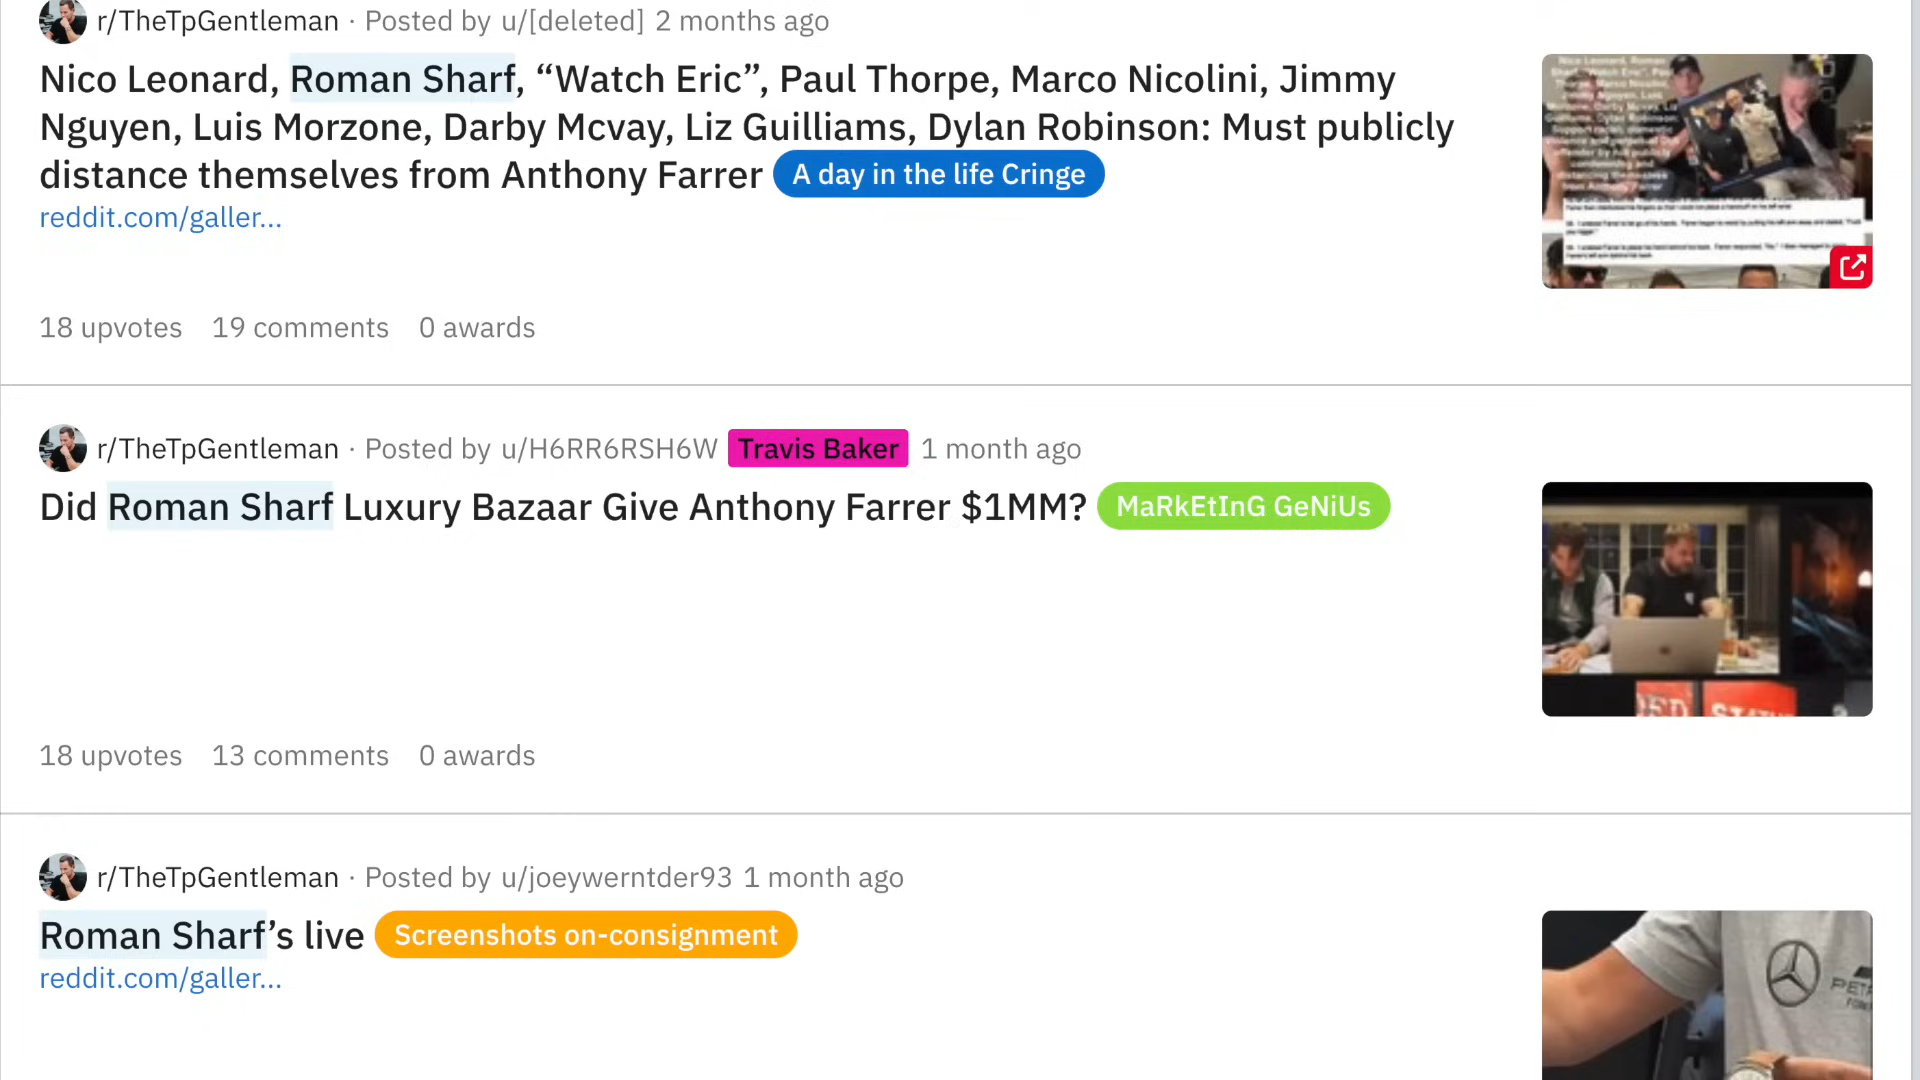 r/TheTpGentleman · Posted by u/[deleted] 2 months ago
Nico Leonard, Roman Sharf, “Watch Eric”, Paul Thorpe, Marco Nicolini, Jimmy
Nguyen, Luis Morzone, Darby Mcvay, Liz Guilliams, Dylan Robinson: Must publicly
distance themselves from Anthony Farrer A day in the life Cringe
reddit.com/galler...
18 upvotes 19 comments 0 awards
r/TheTpGentleman · Posted by u/H6RR6RSH6W Travis Baker 1 month ago
Did Roman Sharf Luxury Bazaar Give Anthony Farrer $1MM? MaRkEtInG GeNiUs
18 upvotes 13 comments 0 awards
r/TheTpGentleman · Posted by u/joeywerntder93 1 month ago
Roman Sharf’s live Screenshots on-consignment
reddit.com/galler...